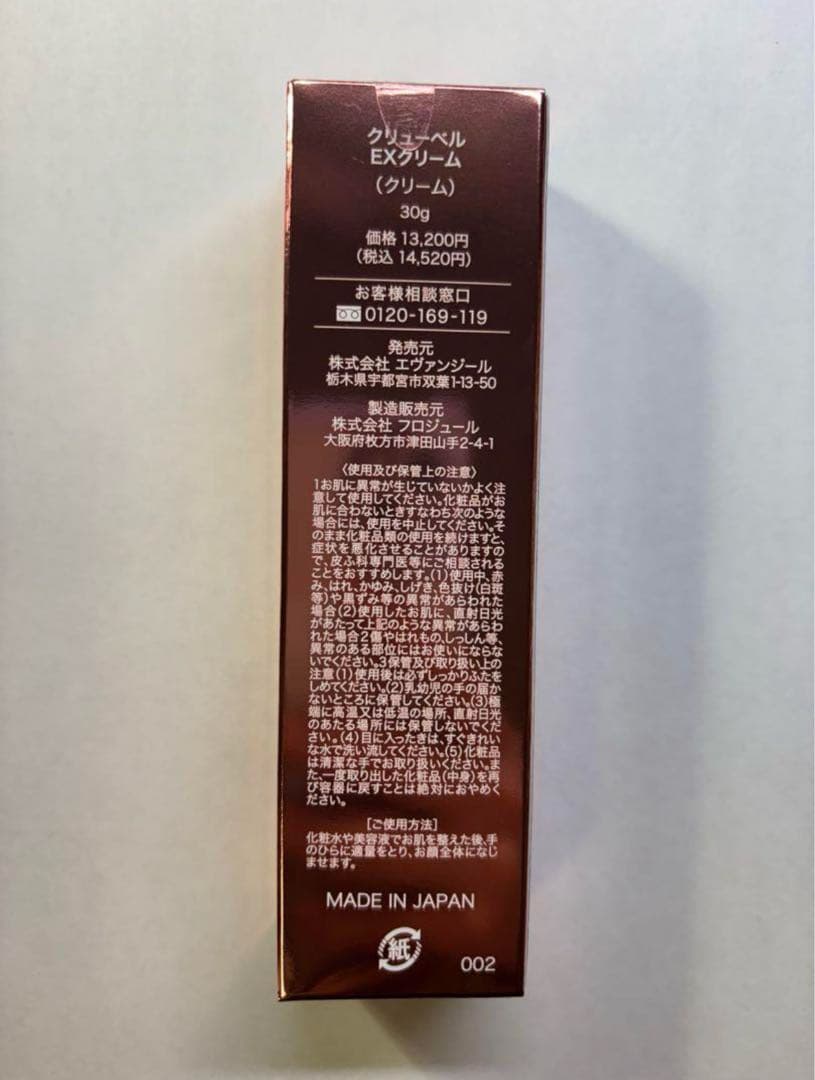 クリューベル
EXクリーム
（クリーム）
30g
価格 13,200円
（税込 14,520円）
お客様相談窓口
0120-169-119
発売元
株式会社 エヴァンジール
栃木県宇都宮市双葉1-13-50
製造販売元
株式会社 フロジュール
大阪府枚方市津田山手2-4-1
〈使用及び保管上の注意〉
1お肌に異常が生じていないかよく注
意して使用してください。化粧品がお
肌に合わないときすなわち次のような
場合には、使用を中止してください。そ
のまま化粧品類の使用を続けますと、
症状を悪化させることがありますの
で、皮ふ科専門医等にご相談される
ことをおすすめします。(1)使用中、赤
み、はれ、かゆみ、しげき、色抜け(白斑
等)や黒ずみ等の異常があらわれた
場合(2)使用したお肌に、直射日光
があたって上記のような異常があらわ
れた場合2傷やはれもの、しっしん等、
異常のある部位にはお使いにならな
いでください。3保管及び取り扱い上の
注意(1)使用後は必ずしっかりふたを
しめてください。(2)乳幼児の手の届か
ないところに保管してください。(3)極
端に高温又は低温の場所、直射日光
のあたる場所には保管しないでくだ
さい。(4)目に入ったときは、すぐきれい
な水で洗い流してください。(5)化粧品
は清潔な手でお取り扱いください。ま
た、一度取り出した化粧品(中身)を再
び容器に戻すことは絶対におやめく
ださい。
［ご使用方法］
化粧水や美容液でお肌を整えた後、手
のひらに適量をとり、お顔全体になじ
ませます。
MADE IN JAPAN
紙
002